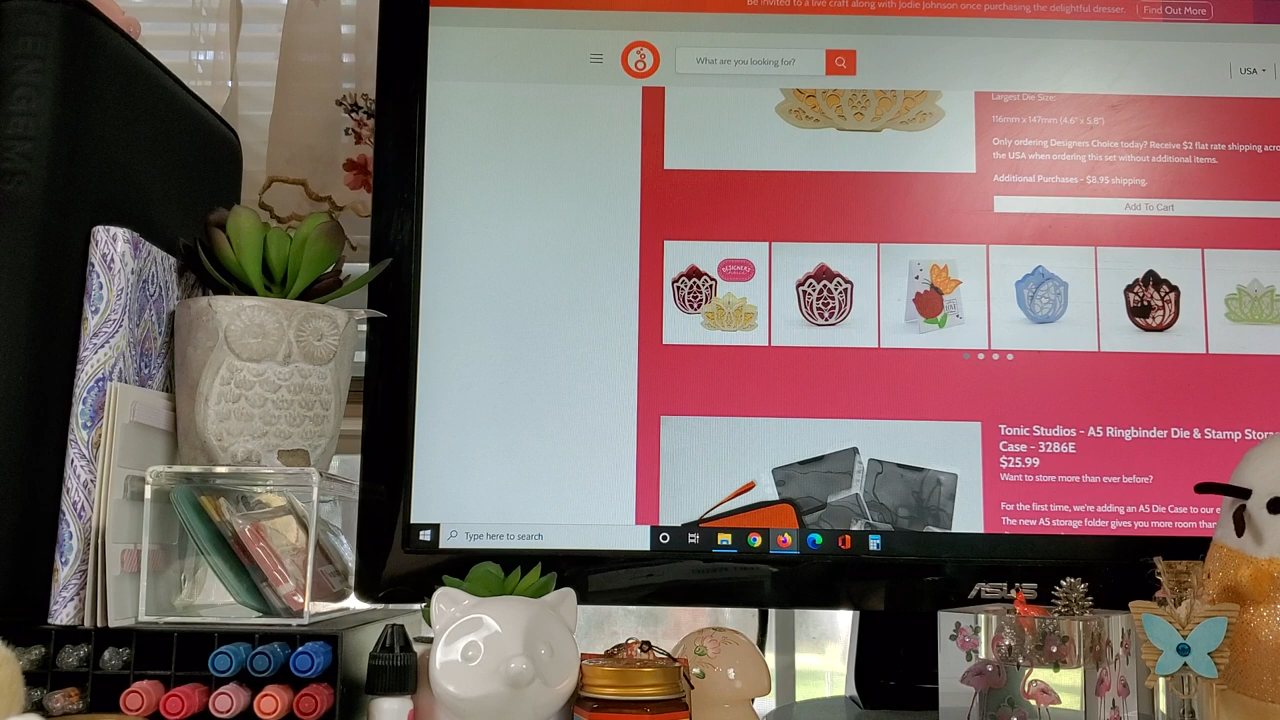 Be invited to a live craft along with Jodie Johnson once purchasing the delightful dresser.
Find Out More
What are you looking for?
USA
Largest Die Size:
116mm x 147mm (4.6" x 5.8")
Only ordering Designers Choice today? Receive $2 flat rate shipping
the USA when ordering this set without additional items.
Additional Purchases - $8.95 shipping.
Add To Cart
DESIGNERS
Tonic Studios - A5 Ringbinder Die & Stamp
Case - 3286E
$25.99
Want to store more than ever before?
For the first time, we're adding an A5 Die Case to our
The new A5 storage folder gives you more room
Type here to search
ASUS